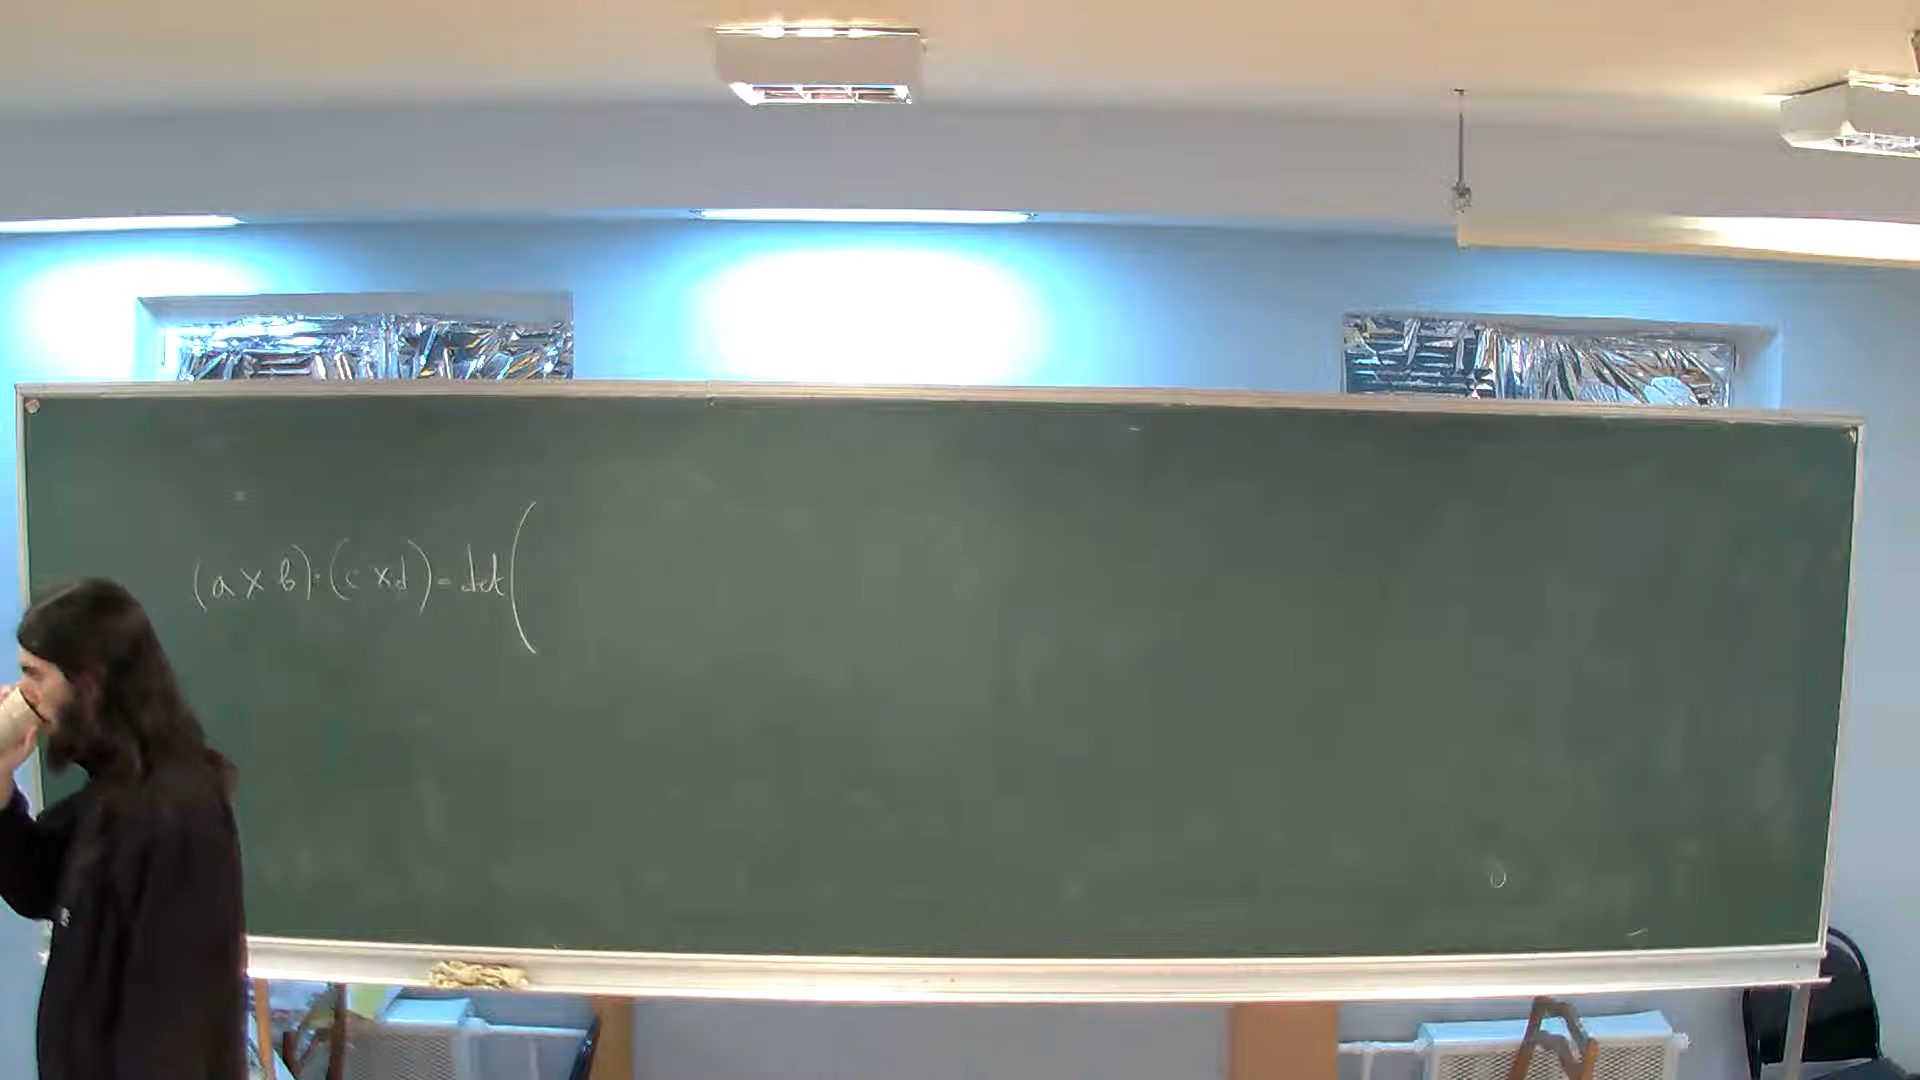 (a × b)·(c × d) = det (